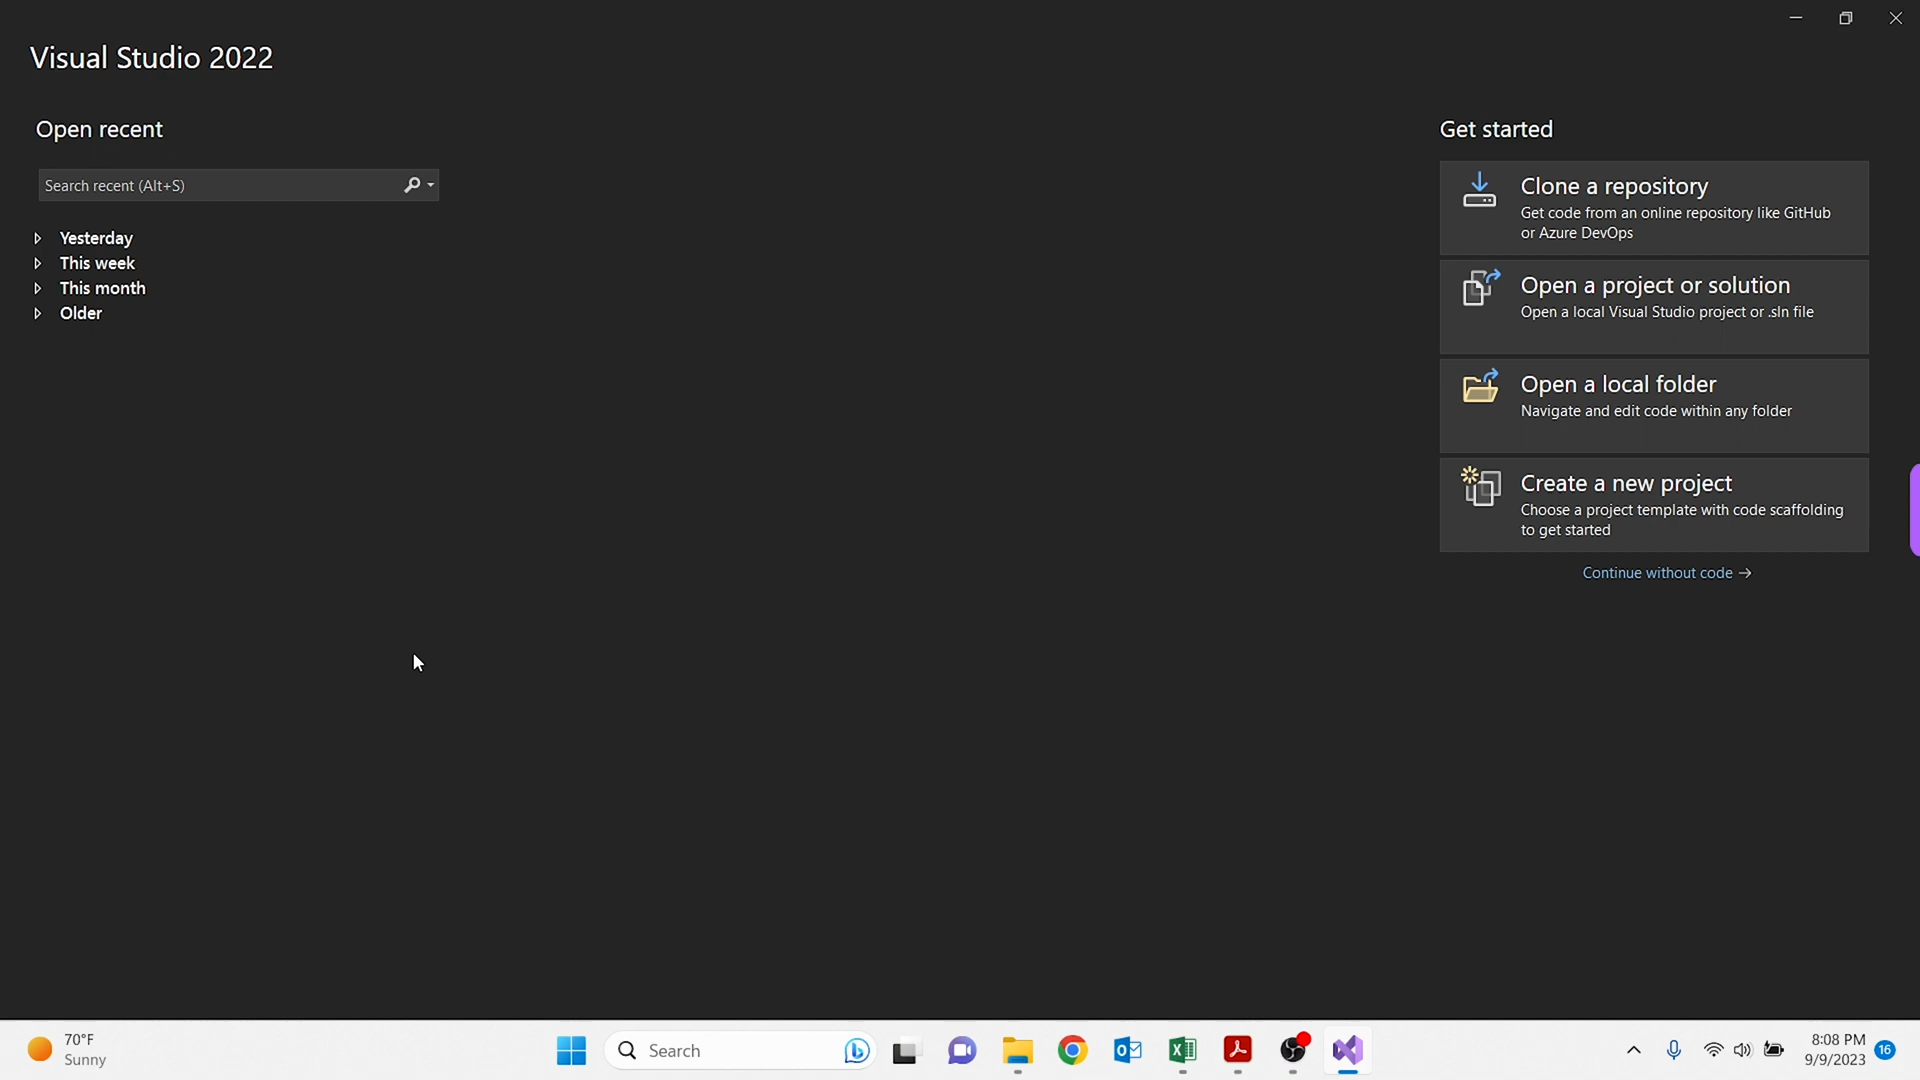 Visual Studio 2022
Open recent
Search recent (Alt+S)
Yesterday
This week
This month
Older
Get started
Clone a repository
Get code from an online repository like GitHub
or Azure DevOps
Open a project or solution
Open a local Visual Studio project or .sln file
Open a local folder
Navigate and edit code within any folder
Create a new project
Choose a project template with code scaffolding
to get started
Continue without code →
70°F
Sunny
Search
8:08 PM
9/9/2023
16